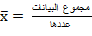 x̄ = مجموع البيانات / عددها